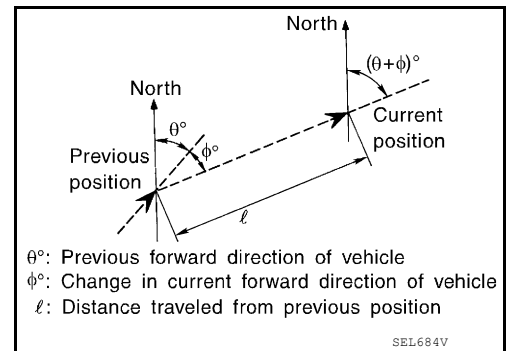 North
(θ+ϕ)°
North
θ°
ϕ°
Current
position
Previous
position
ℓ
θ°: Previous forward direction of vehicle
ϕ°: Change in current forward direction of vehicle
ℓ: Distance traveled from previous position
SEL684V